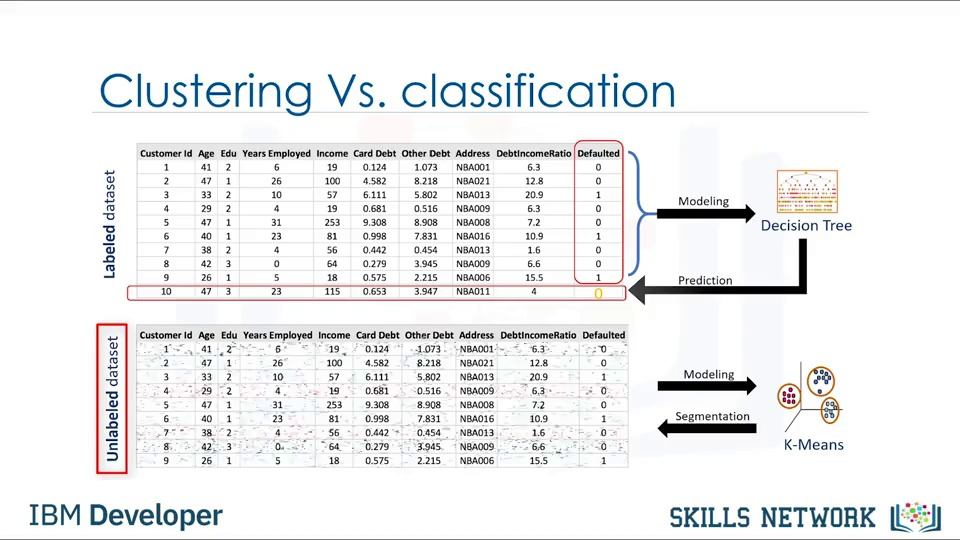 Clustering Vs. classification
Labeled dataset
Customer Id Age Edu Years Employed Income Card Debt Other Debt Address DebtIncomeRatio Defaulted
1 41 2 6 19 0.124 1.073 NBA001 6.3 0
2 47 1 26 100 4.582 8.218 NBA021 12.8 0
3 33 2 10 57 6.111 5.802 NBA013 20.9 1
4 29 2 4 19 0.681 0.516 NBA009 6.3 0
5 47 1 31 253 9.308 8.908 NBA008 7.2 0
6 40 1 23 81 0.998 7.831 NBA016 10.9 1
7 38 2 4 56 0.442 0.454 NBA013 1.6 0
8 42 3 0 64 0.279 3.945 NBA009 6.6 0
9 26 1 5 18 0.575 2.215 NBA006 15.5 1
10 47 3 23 115 0.653 3.947 NBA011 4 0
Modeling
Decision Tree
Prediction
Unlabeled dataset
Customer Id Age Edu Years Employed Income Card Debt Other Debt Address DebtIncomeRatio Defaulted
1 41 2 6 19 0.124 1.073 NBA001 6.3 0
2 47 1 26 100 4.582 8.218 NBA021 12.8 0
3 33 2 10 57 6.111 5.802 NBA013 20.9 1
4 29 2 4 19 0.681 0.516 NBA009 6.3 0
5 47 1 31 253 9.308 8.908 NBA008 7.2 0
6 40 1 23 81 0.998 7.831 NBA016 10.9 1
7 38 2 4 56 0.442 0.454 NBA013 1.6 0
8 42 3 0 64 0.279 3.945 NBA009 6.6 0
9 26 1 5 18 0.575 2.215 NBA006 15.5 1
Modeling
Segmentation
K-Means
IBM Developer
SKILLS NETWORK